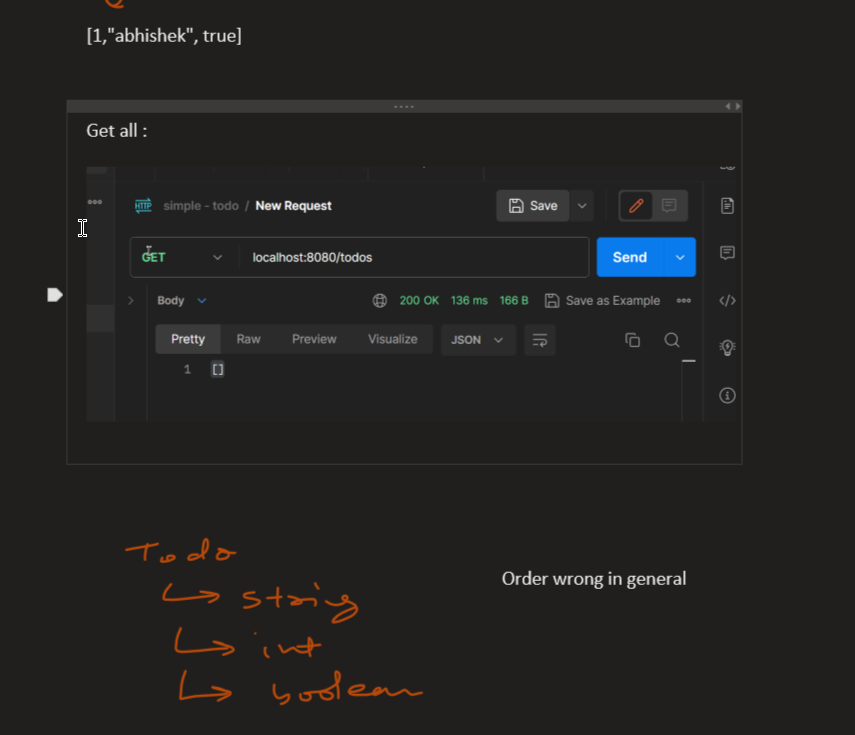 [1,"abhishek", true]
Get all :
HTTP simple - todo / New Request Save
GET localhost:8080/todos Send
Body 200 OK 136 ms 166 B Save as Example
Pretty Raw Preview Visualize JSON
1 []
Todo
string
int
boolean
Order wrong in general